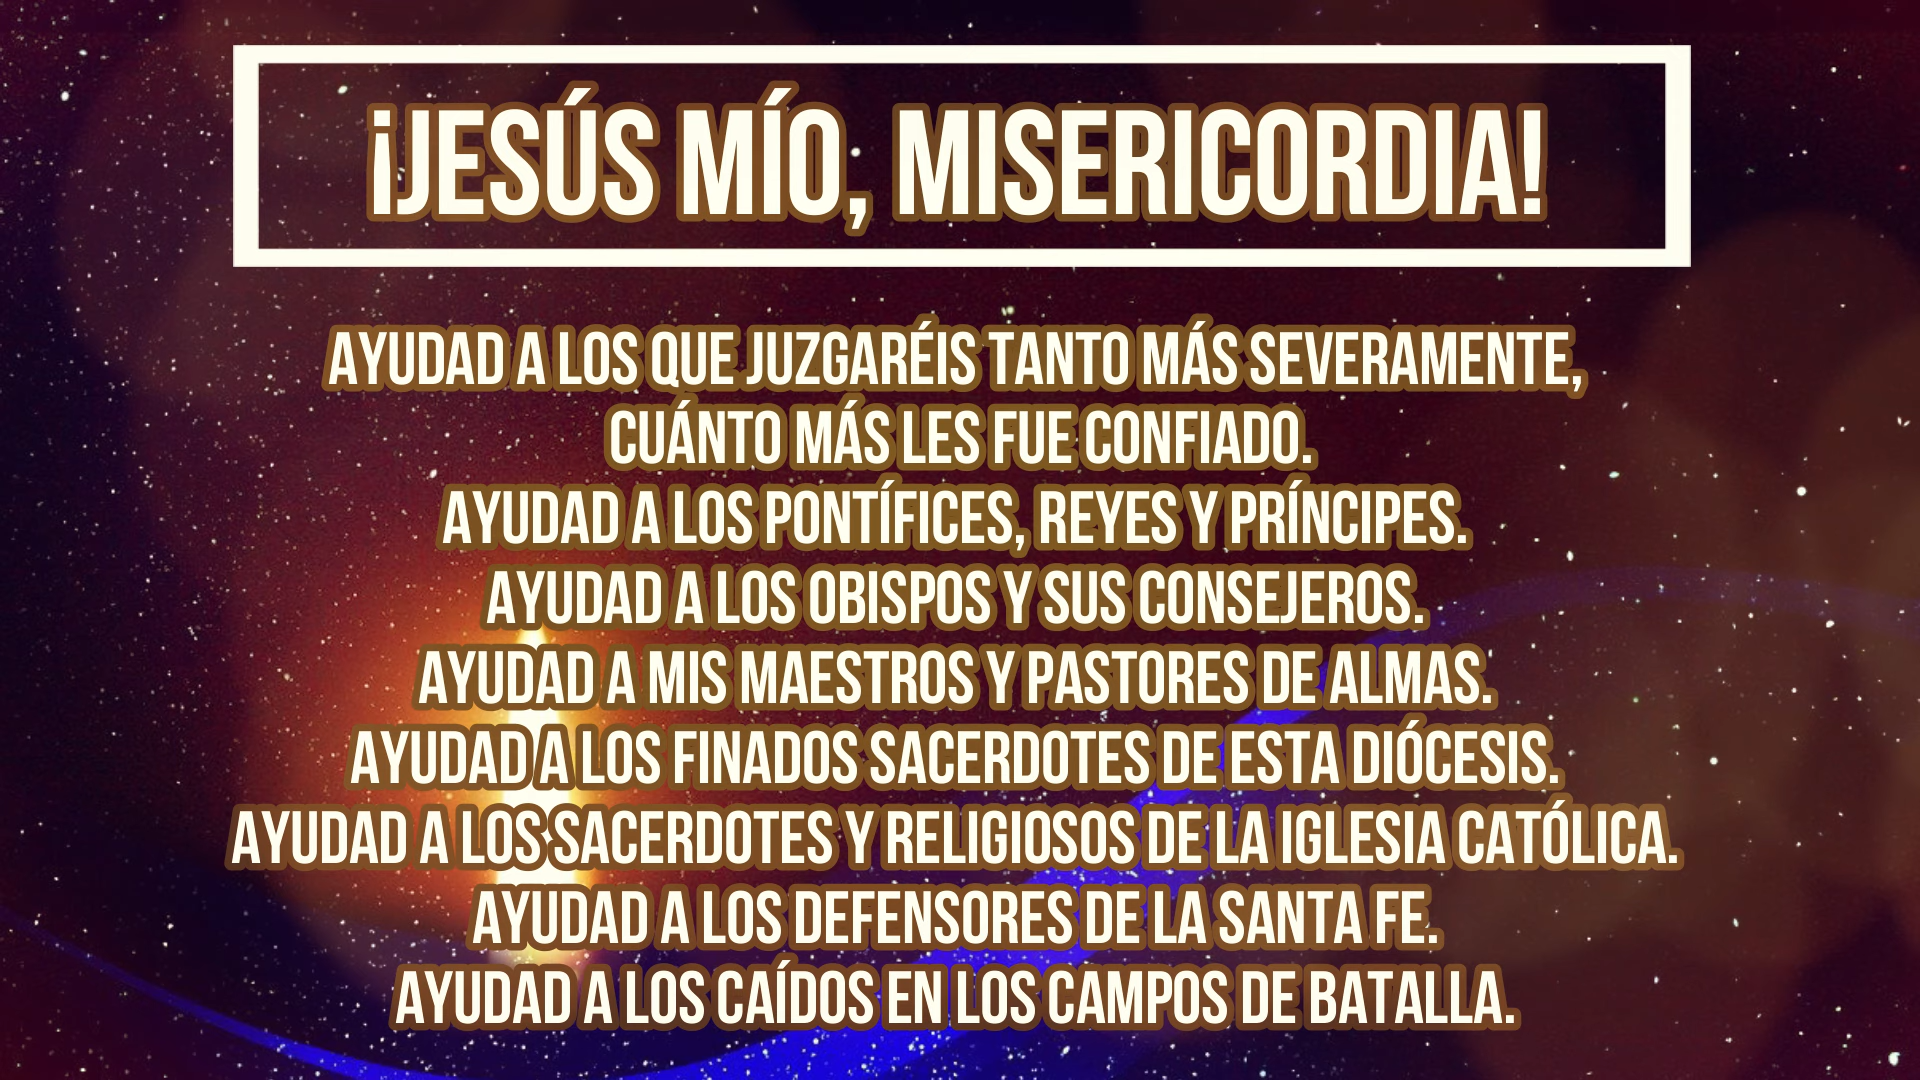 ¡JESÚS MÍO, MISERICORDIA!
AYUDAD A LOS QUE JUZGARÉIS TANTO MÁS SEVERAMENTE,
CUÁNTO MÁS LES FUE CONFIADO.
AYUDAD A LOS PONTÍFICES, REYES Y PRÍNCIPES.
AYUDAD A LOS OBISPOS Y SUS CONSEJEROS.
AYUDAD A MIS MAESTROS Y PASTORES DE ALMAS.
AYUDAD A LOS FINADOS SACERDOTES DE ESTA DIÓCESIS.
AYUDAD A LOS SACERDOTES Y RELIGIOSOS DE LA IGLESIA CATÓLICA.
AYUDAD A LOS DEFENSORES DE LA SANTA FE.
AYUDAD A LOS CAÍDOS EN LOS CAMPOS DE BATALLA.